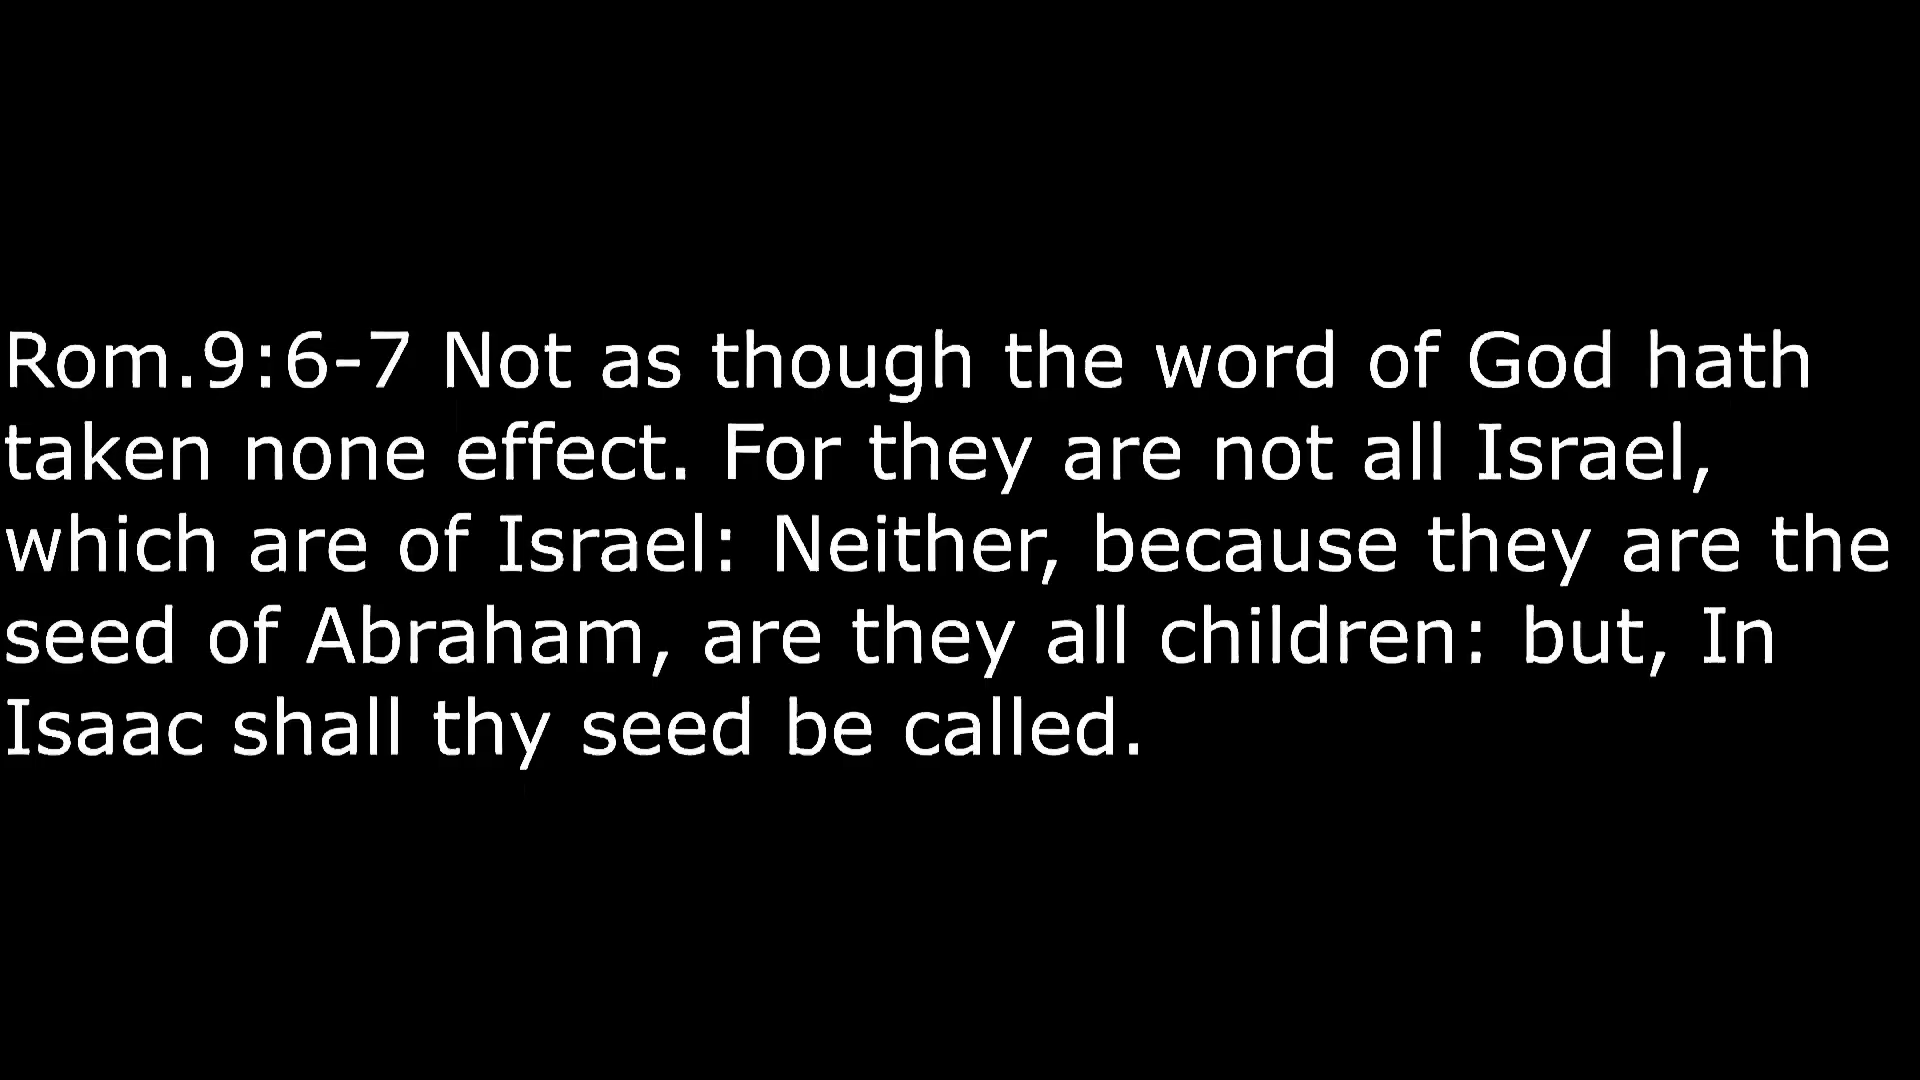 Rom.9:6-7 Not as though the word of God hath
taken none effect. For they are not all Israel,
which are of Israel: Neither, because they are the
seed of Abraham, are they all children: but, In
Isaac shall thy seed be called.